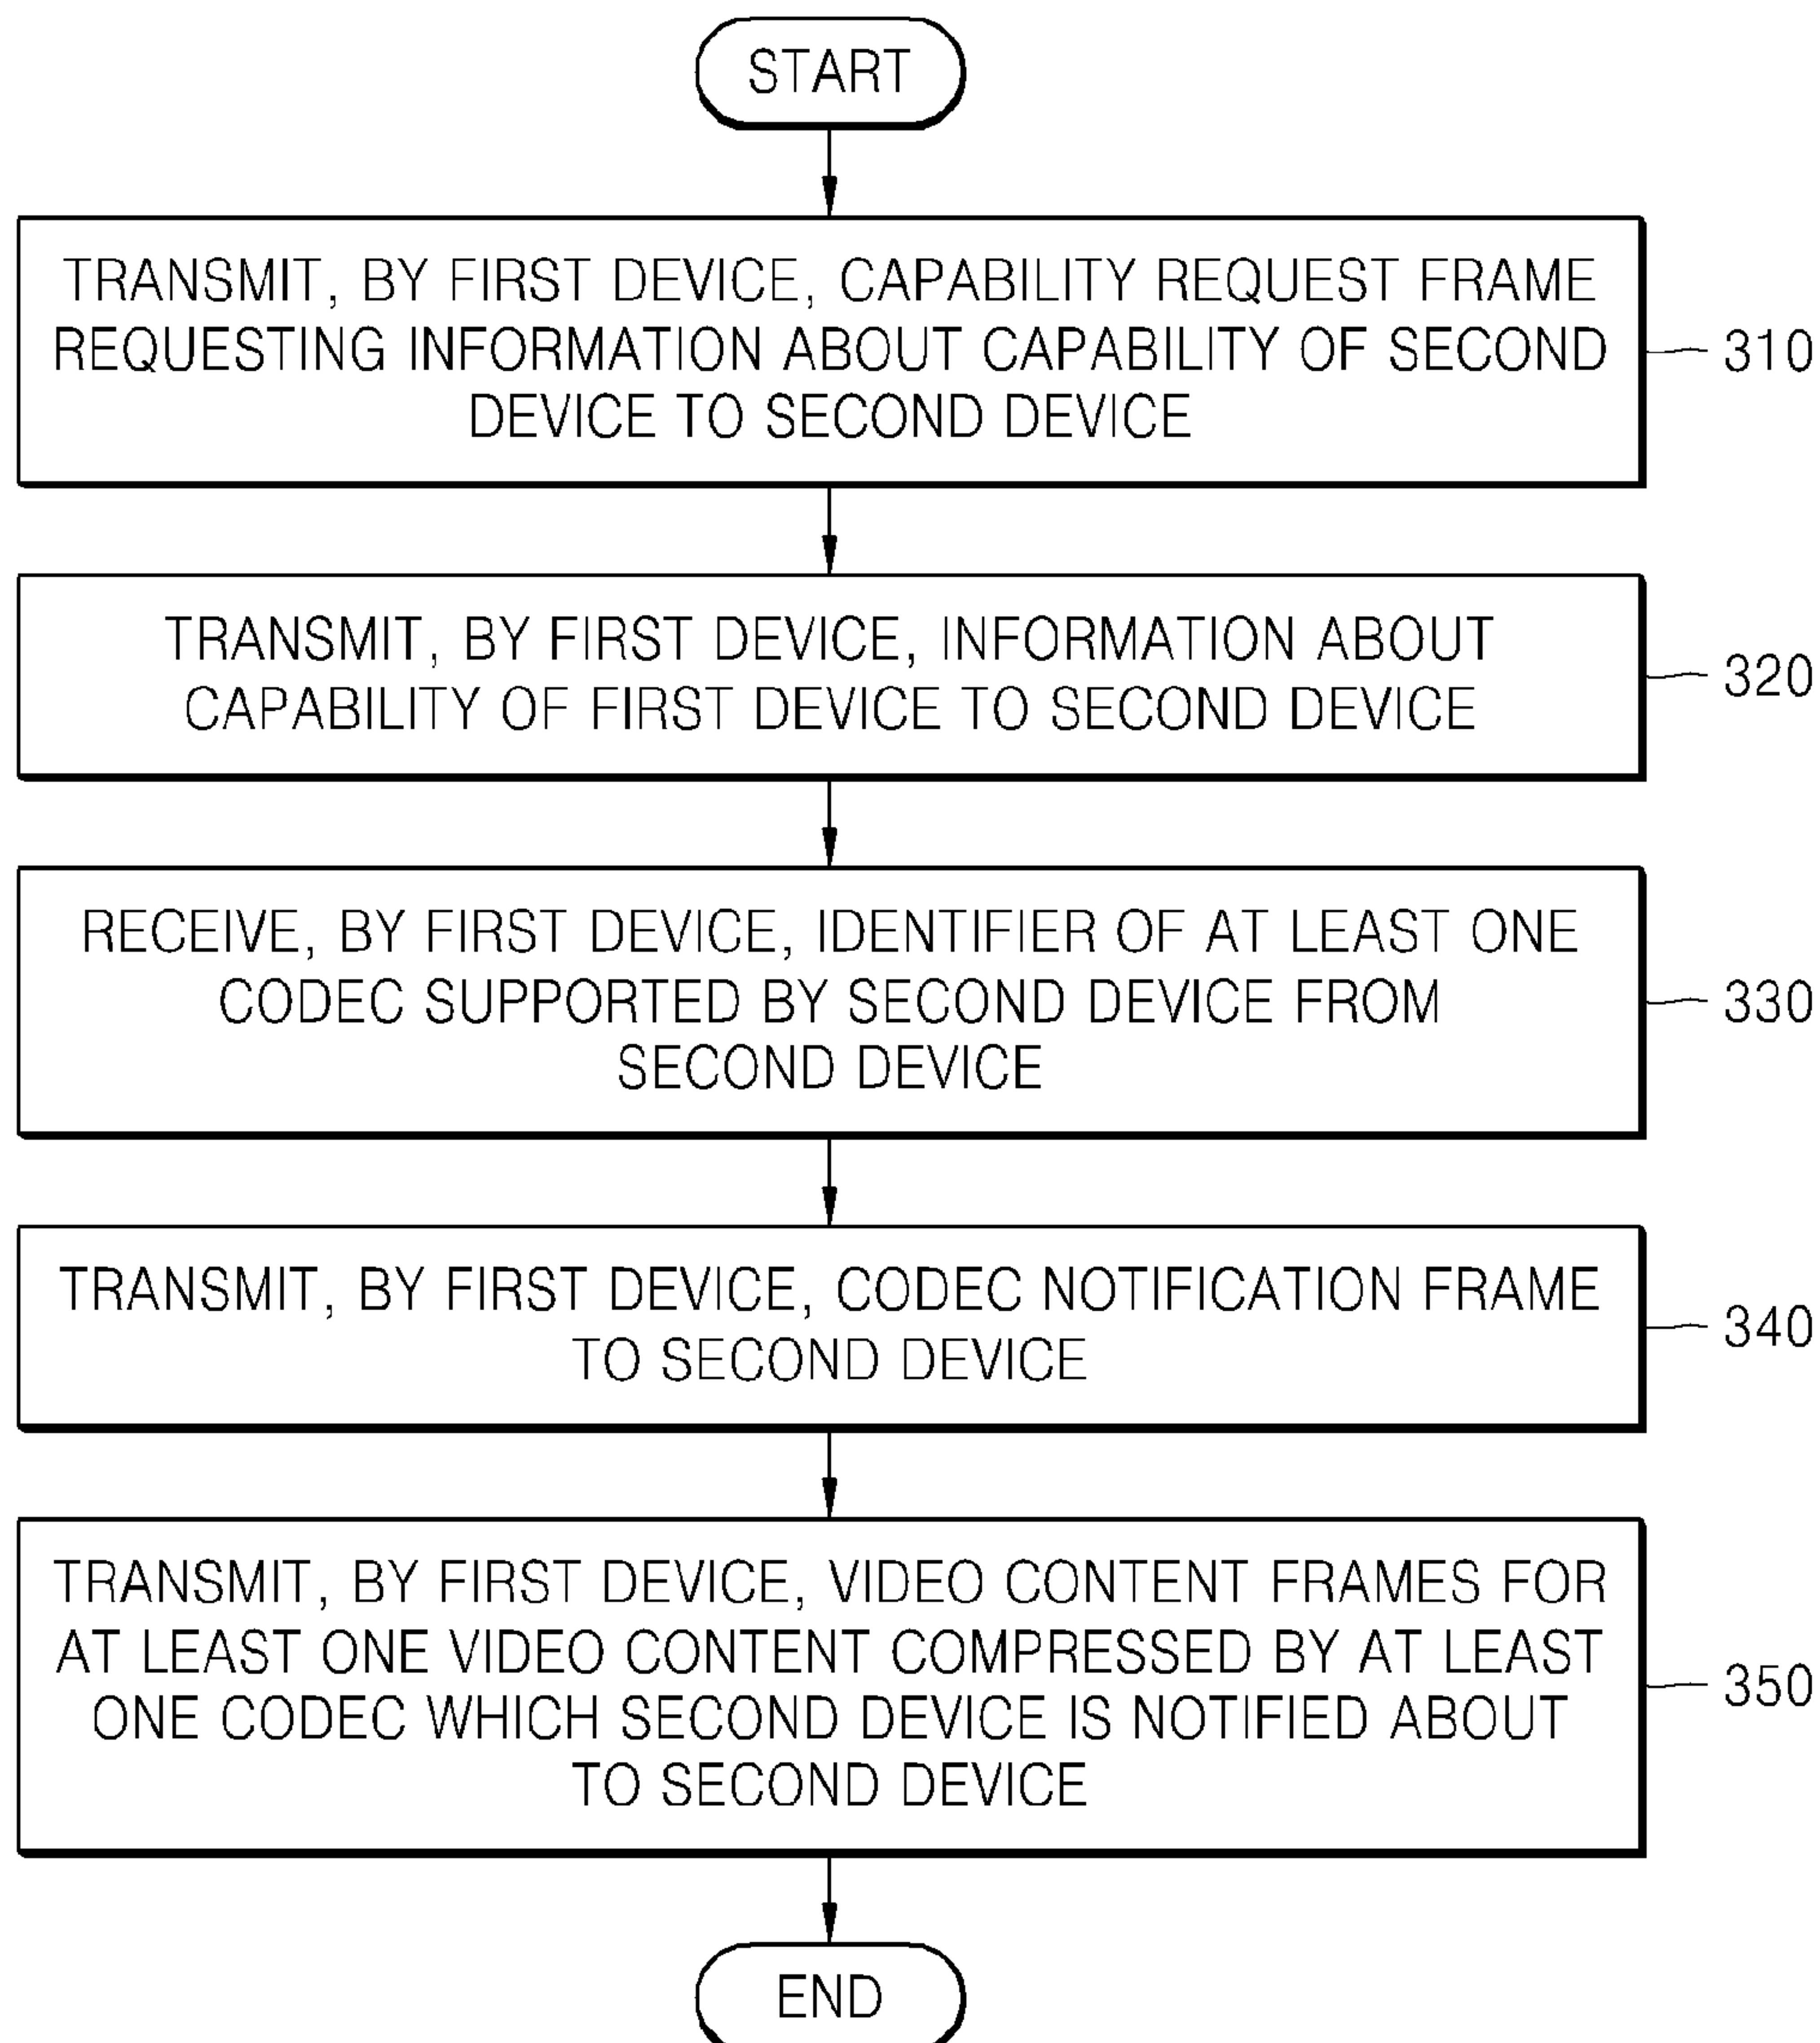 START
TRANSMIT, BY FIRST DEVICE, CAPABILITY REQUEST FRAME
REQUESTING INFORMATION ABOUT CAPABILITY OF SECOND
DEVICE TO SECOND DEVICE
310
TRANSMIT, BY FIRST DEVICE, INFORMATION ABOUT
CAPABILITY OF FIRST DEVICE TO SECOND DEVICE
320
RECEIVE, BY FIRST DEVICE, IDENTIFIER OF AT LEAST ONE
CODEC SUPPORTED BY SECOND DEVICE FROM
SECOND DEVICE
330
TRANSMIT, BY FIRST DEVICE, CODEC NOTIFICATION FRAME
TO SECOND DEVICE
340
TRANSMIT, BY FIRST DEVICE, VIDEO CONTENT FRAMES FOR
AT LEAST ONE VIDEO CONTENT COMPRESSED BY AT LEAST
ONE CODEC WHICH SECOND DEVICE IS NOTIFIED ABOUT
TO SECOND DEVICE
350
END